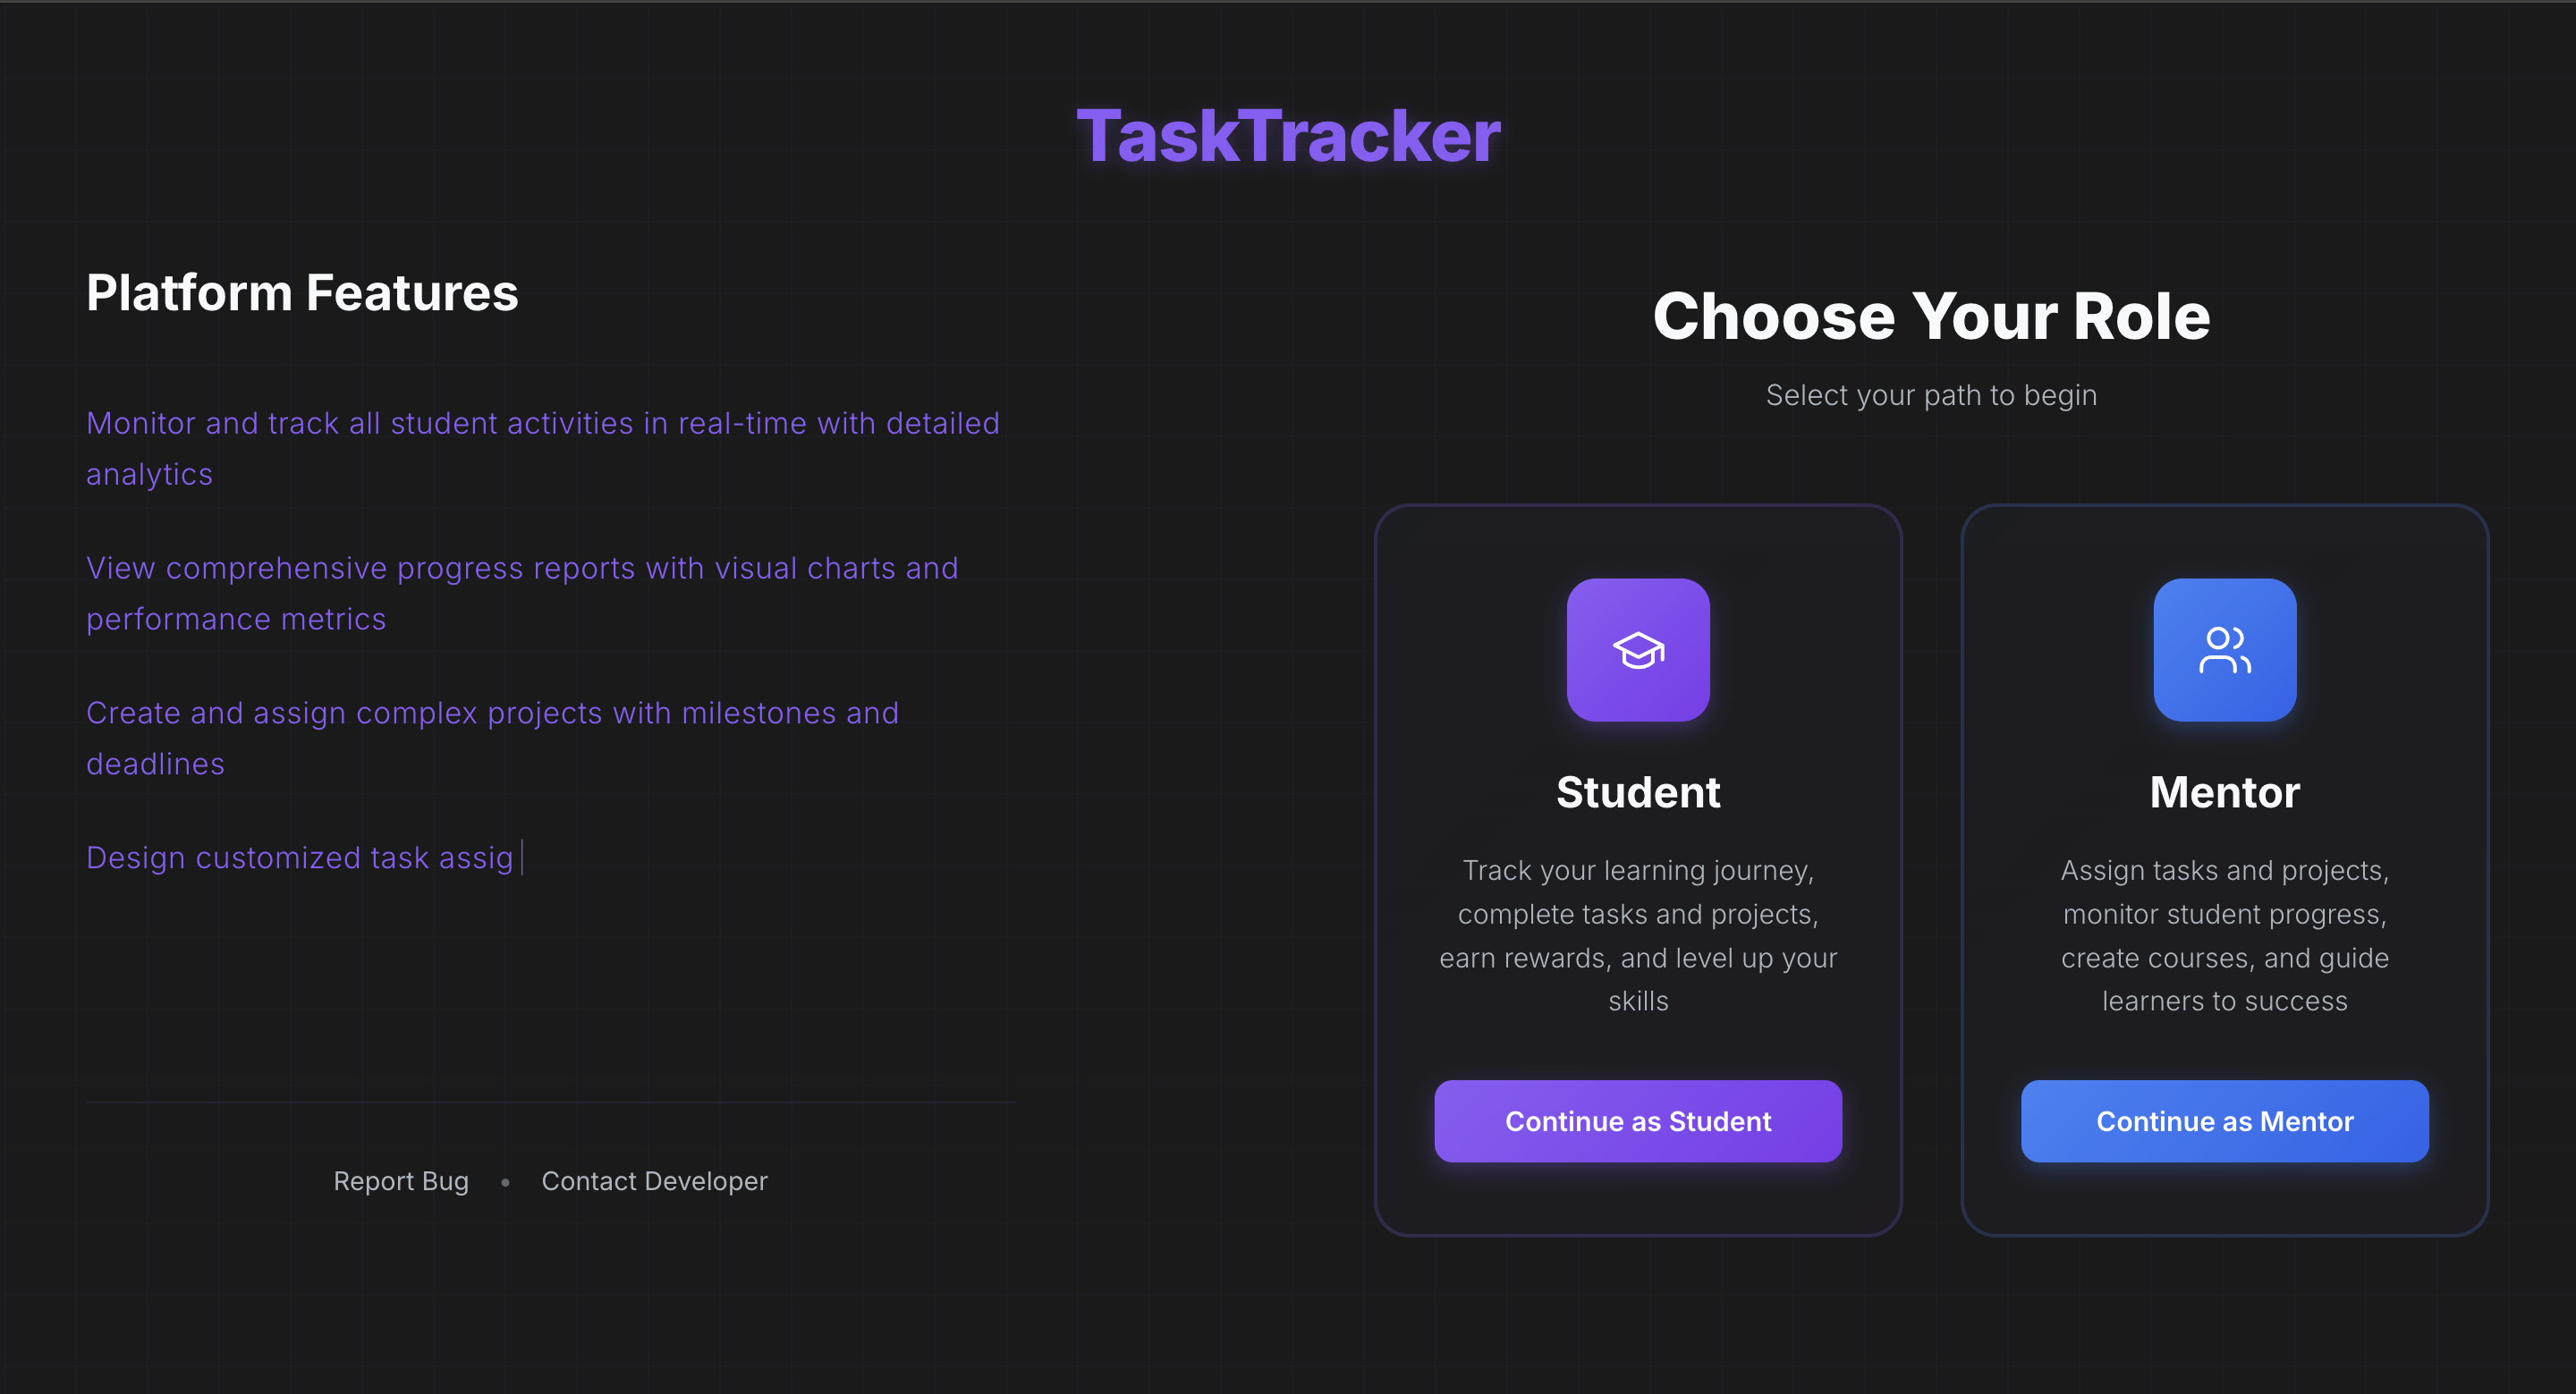 TaskTracker
Platform Features
Monitor and track all student activities in real-time with detailed
analytics
View comprehensive progress reports with visual charts and
performance metrics
Create and assign complex projects with milestones and
deadlines
Design customized task assig
Report Bug • Contact Developer
Choose Your Role
Select your path to begin
Student
Track your learning journey,
complete tasks and projects,
earn rewards, and level up your
skills
Continue as Student
Mentor
Assign tasks and projects,
monitor student progress,
create courses, and guide
learners to success
Continue as Mentor